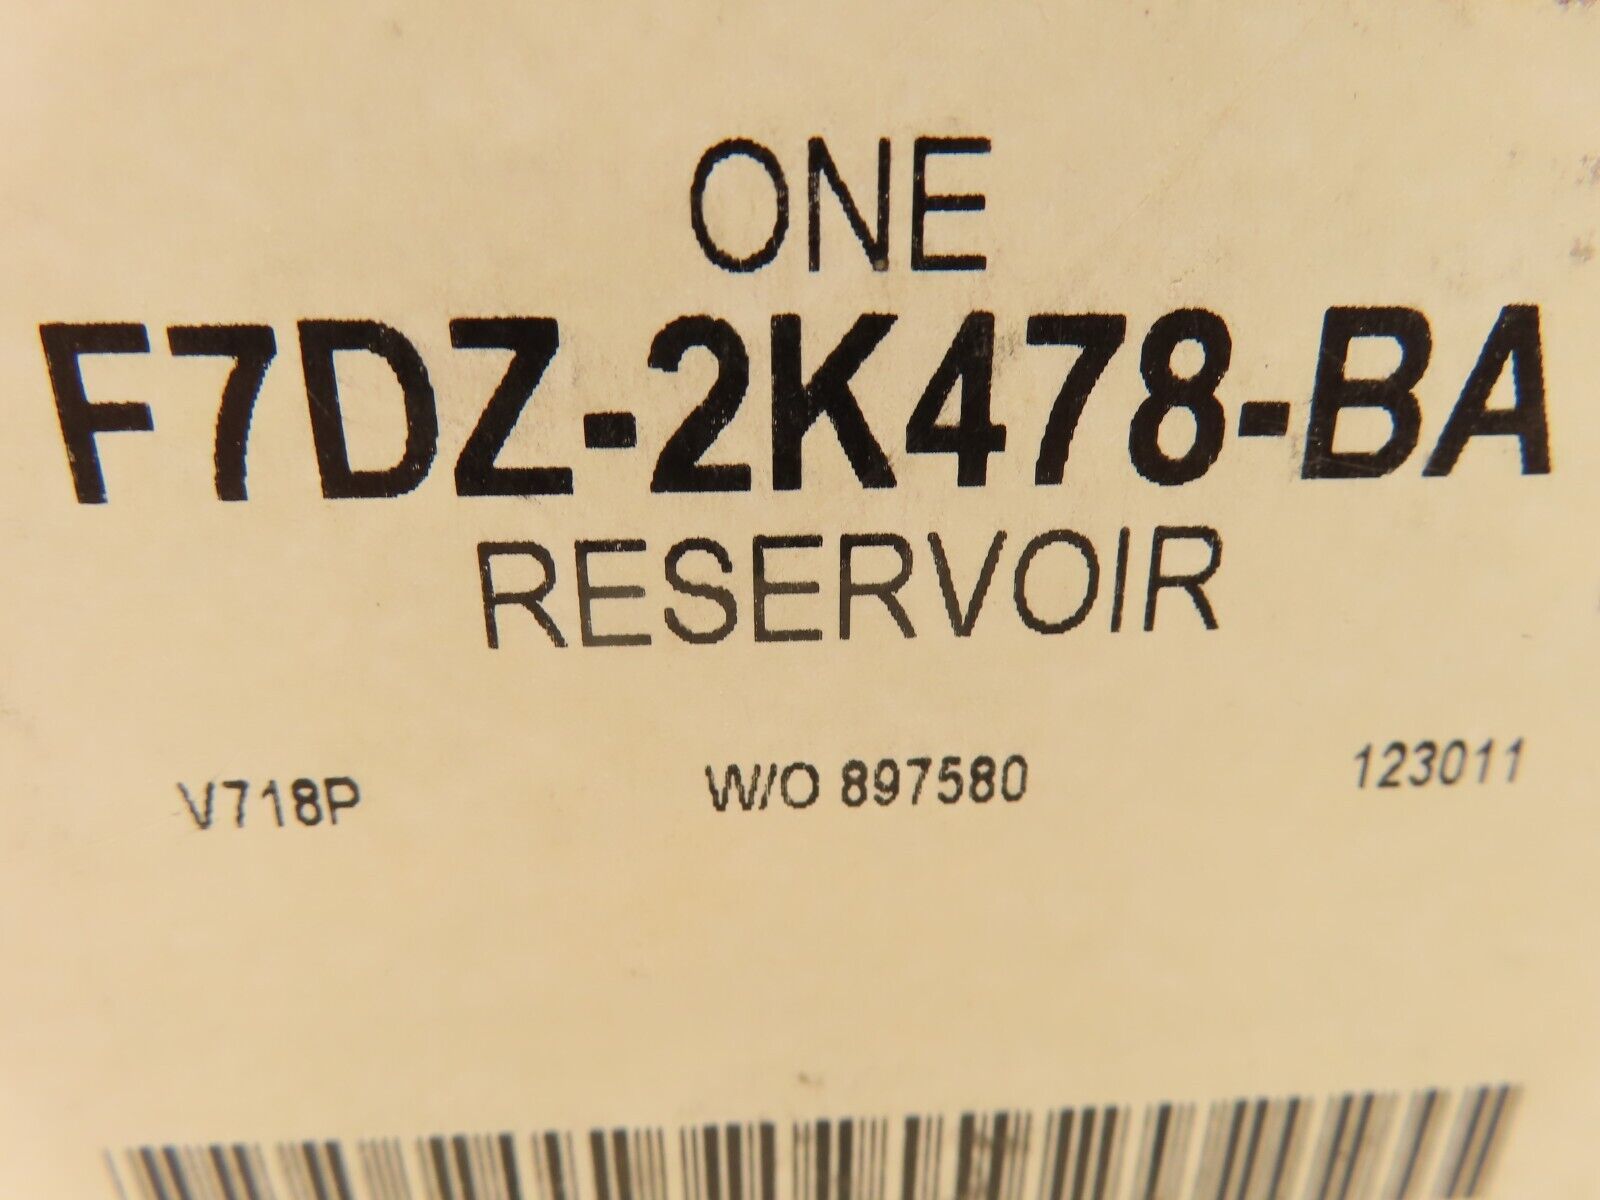 ONE
F7DZ-2K478-BA
RESERVOIR
V718P W/O 897580 123011